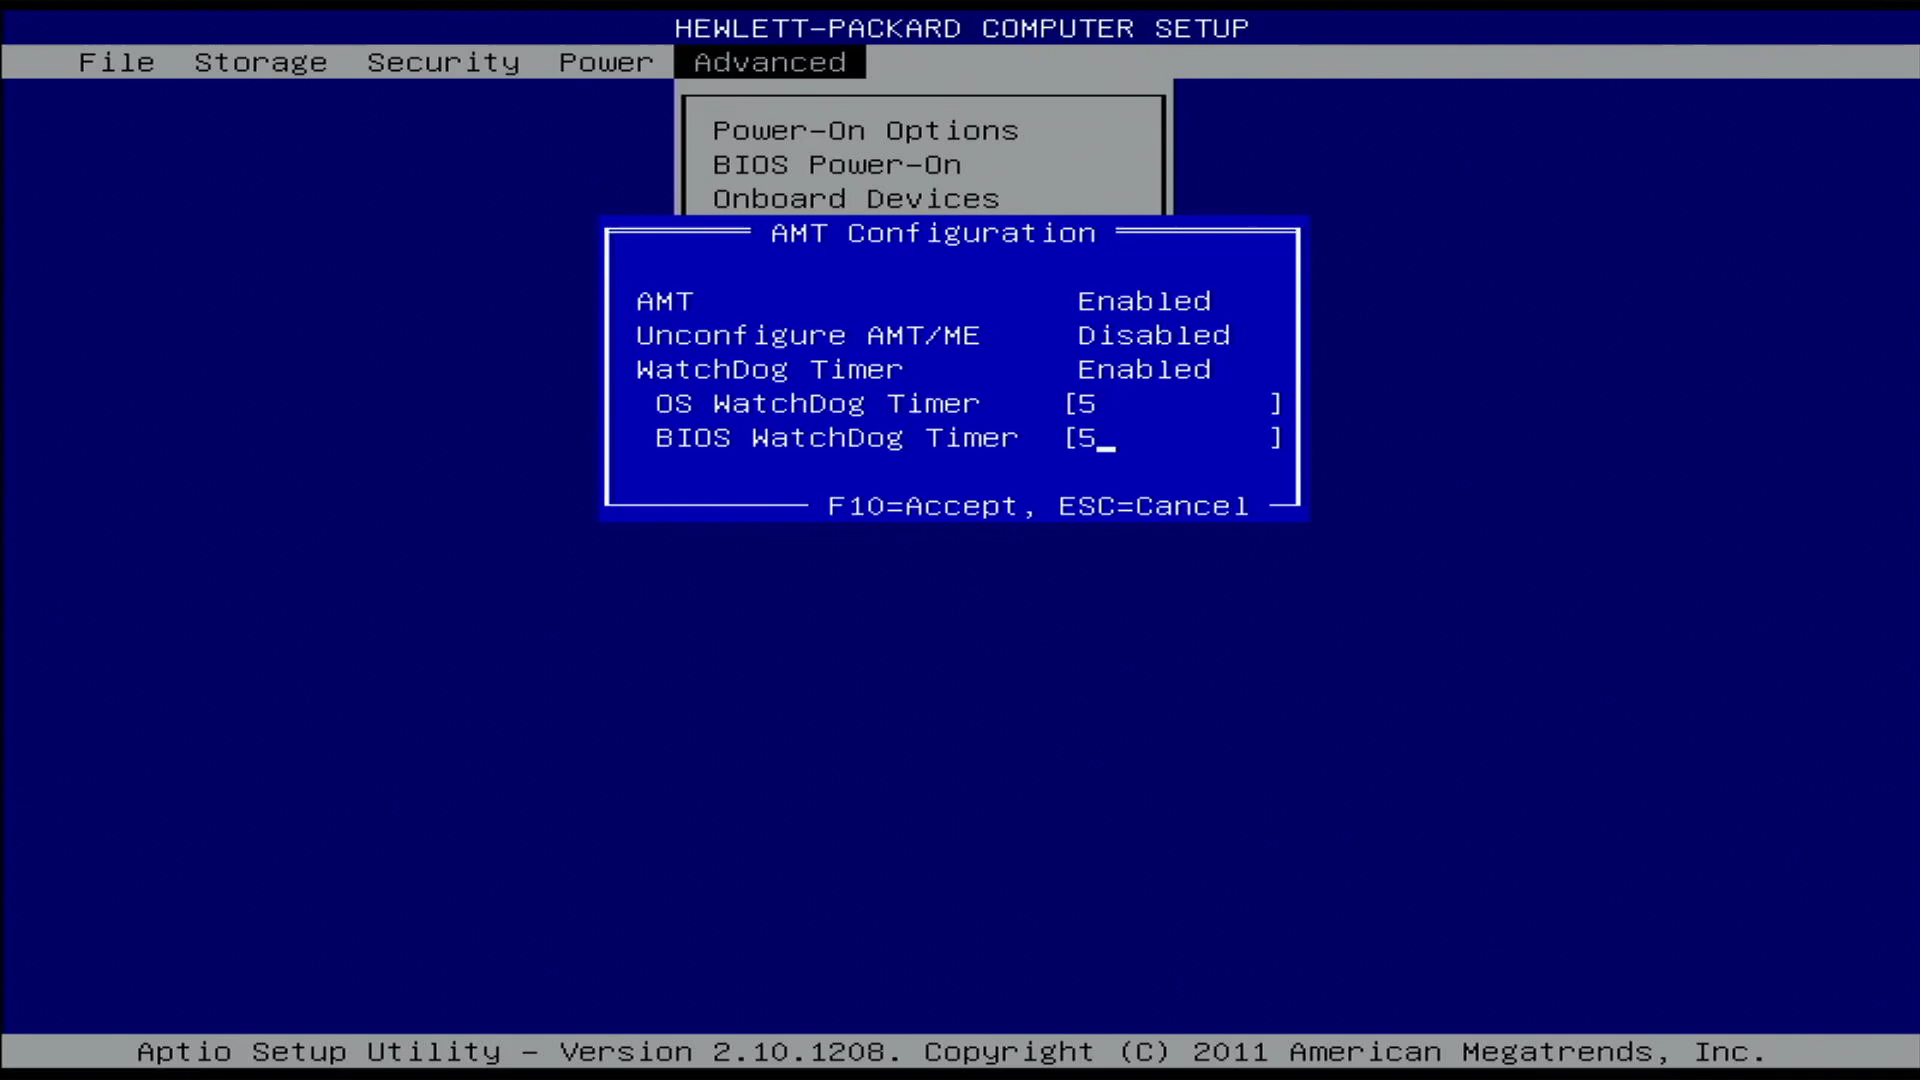 HEWLETT-PACKARD COMPUTER SETUP
File Storage Security Power Advanced
Power-On Options
BIOS Power-On
Onboard Devices
AMT Configuration
AMT Enabled
Unconfigure AMT/ME Disabled
WatchDog Timer Enabled
OS WatchDog Timer [5 ]
BIOS WatchDog Timer [5_ ]
F10=Accept, ESC=Cancel
Aptio Setup Utility - Version 2.10.1208. Copyright (C) 2011 American Megatrends, Inc.